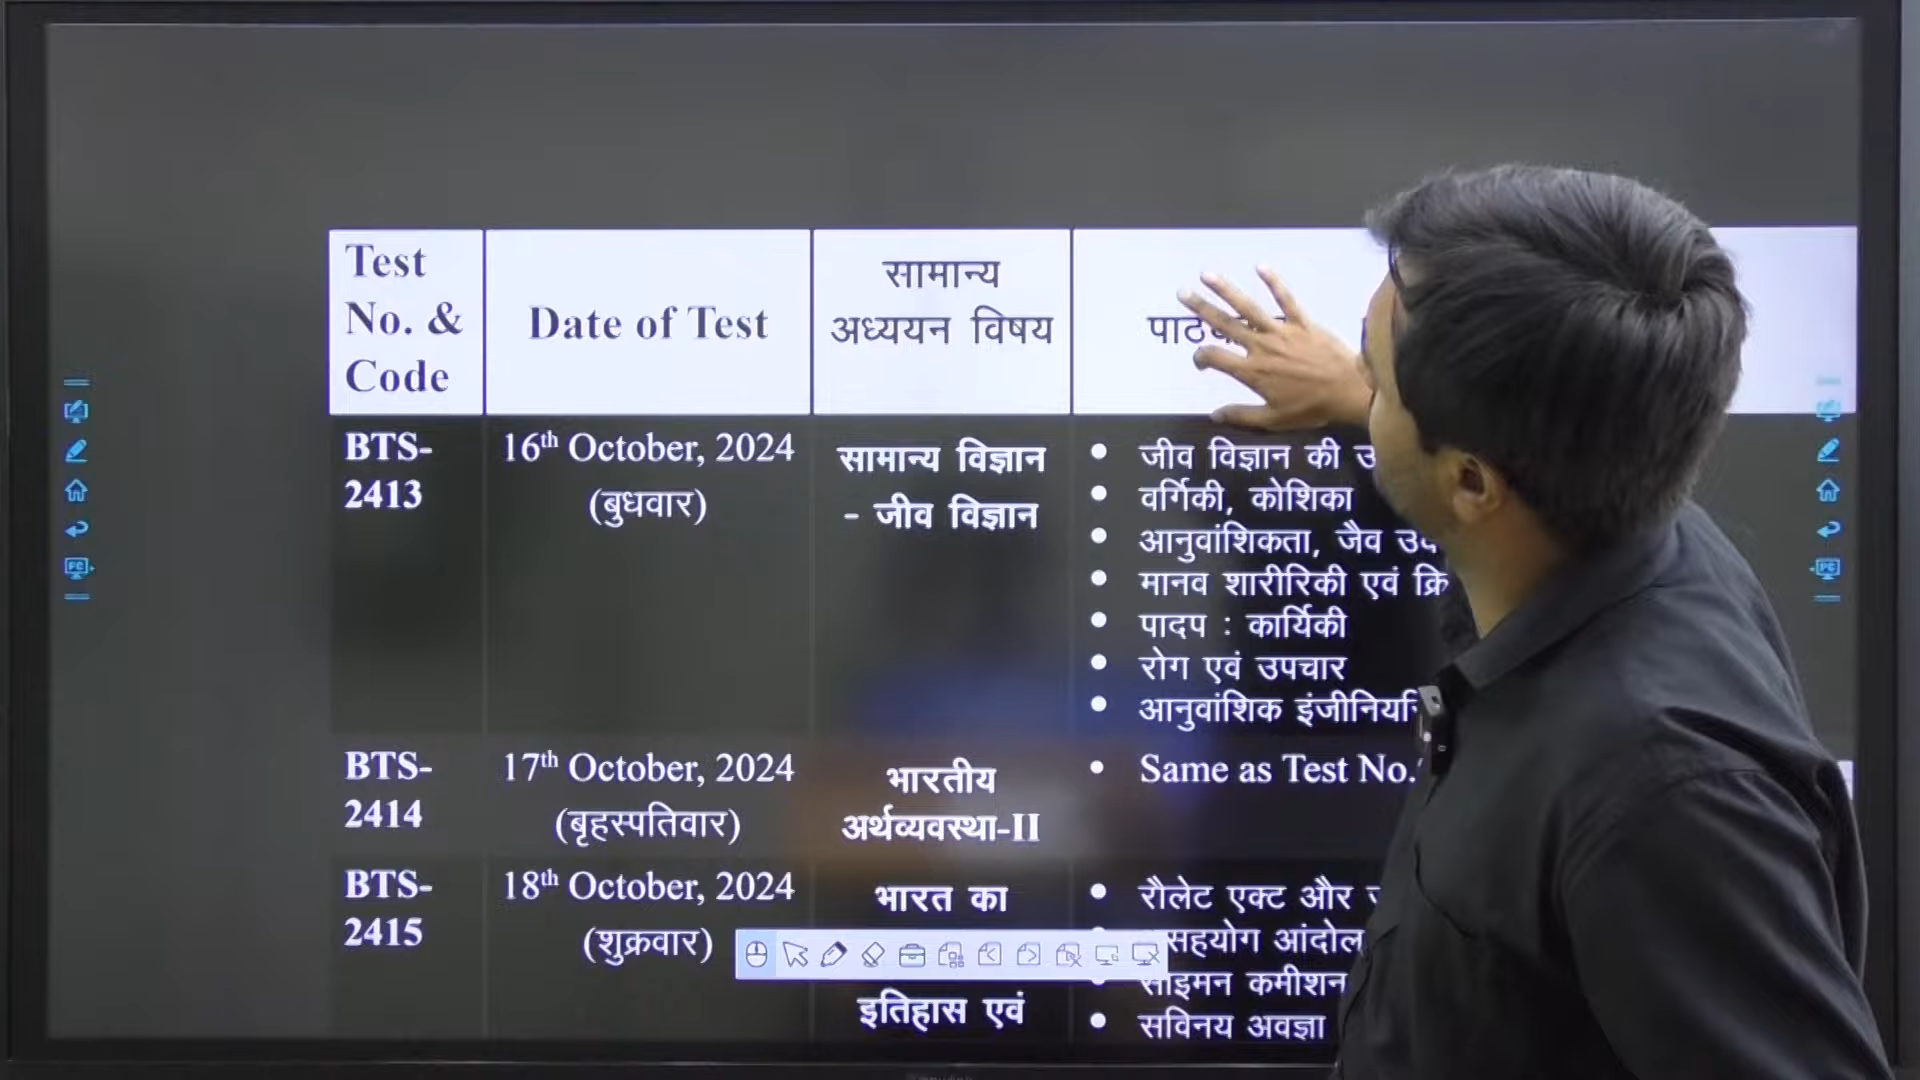 Test
No. &
Code
Date of Test
सामान्य
अध्ययन विषय
BTS-
2413
16th October, 2024
(बुधवार)
सामान्य विज्ञान
- जीव विज्ञान
• जीव विज्ञान की
• वर्गिकी, कोशिका
• आनुवांशिकता, जैव
• मानव शारीरिकी एवं
• पादप : कार्यिकी
• रोग एवं उपचार
• आनुवांशिक
BTS-
2414
17th October, 2024
(बृहस्पतिवार)
भारतीय
अर्थव्यवस्था-II
• Same as Test No.
BTS-
2415
18th October, 2024
(शुक्रवार)
भारत का
इतिहास एवं
• रौलेट एक्ट और
साइमन कमीशन
• सविनय अवज्ञा